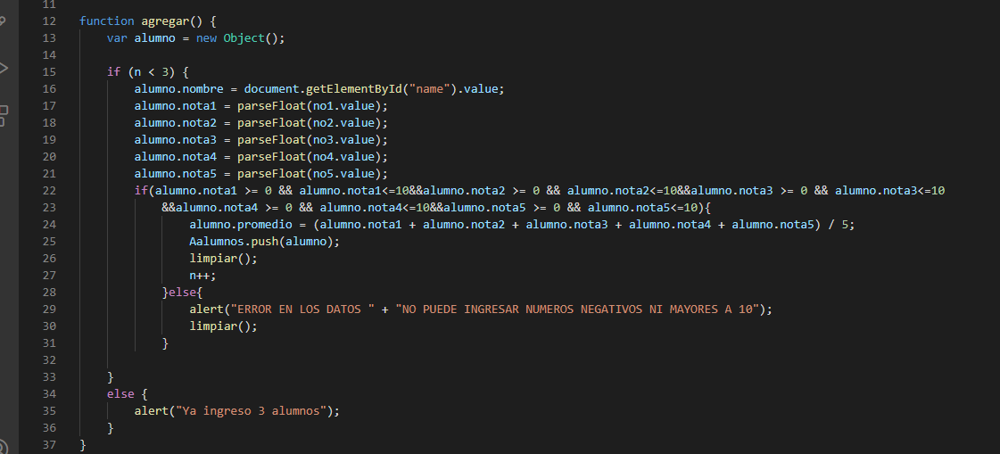 11
12 function agregar() {
13     var alumno = new Object();
14
15     if (n < 3) {
16         alumno.nombre = document.getElementById("name").value;
17         alumno.nota1 = parseFloat(no1.value);
18         alumno.nota2 = parseFloat(no2.value);
19         alumno.nota3 = parseFloat(no3.value);
20         alumno.nota4 = parseFloat(no4.value);
21         alumno.nota5 = parseFloat(no5.value);
22         if(alumno.nota1 >= 0 && alumno.nota1<=10&&alumno.nota2 >= 0 && alumno.nota2<=10&&alumno.nota3 >= 0 && alumno.nota3<=10
23             &&alumno.nota4 >= 0 && alumno.nota4<=10&&alumno.nota5 >= 0 && alumno.nota5<=10){
24                 alumno.promedio = (alumno.nota1 + alumno.nota2 + alumno.nota3 + alumno.nota4 + alumno.nota5) / 5;
25                 Aalumnos.push(alumno);
26                 limpiar();
27                 n++;
28             }else{
29                 alert("ERROR EN LOS DATOS " + "NO PUEDE INGRESAR NUMEROS NEGATIVOS NI MAYORES A 10");
30                 limpiar();
31             }
32
33     }
34     else {
35         alert("Ya ingreso 3 alumnos");
36     }
37 }